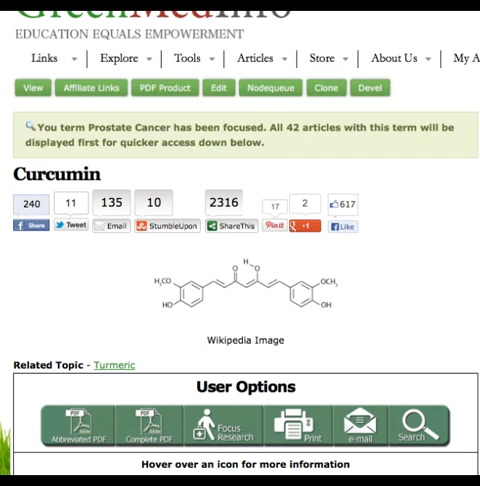 GreenMedInfo
EDUCATION EQUALS EMPOWERMENT
Links Explore Tools Articles Store About Us My A
View Affiliate Links PDF Product Edit Nodequeue Clone Devel
You term Prostate Cancer has been focused. All 42 articles with this term will be
displayed first for quicker access down below.
Curcumin
240 11 135 10 2316 17 2 617
Share Tweet Email StumbleUpon ShareThis Pin it +1 Like
H
O O
H₃CO OCH₃
HO OH
Wikipedia Image
Related Topic - Turmeric
User Options
PDF PDF Focus
Abbreviated PDF Complete PDF Research Print e-mail Search
Hover over an icon for more information